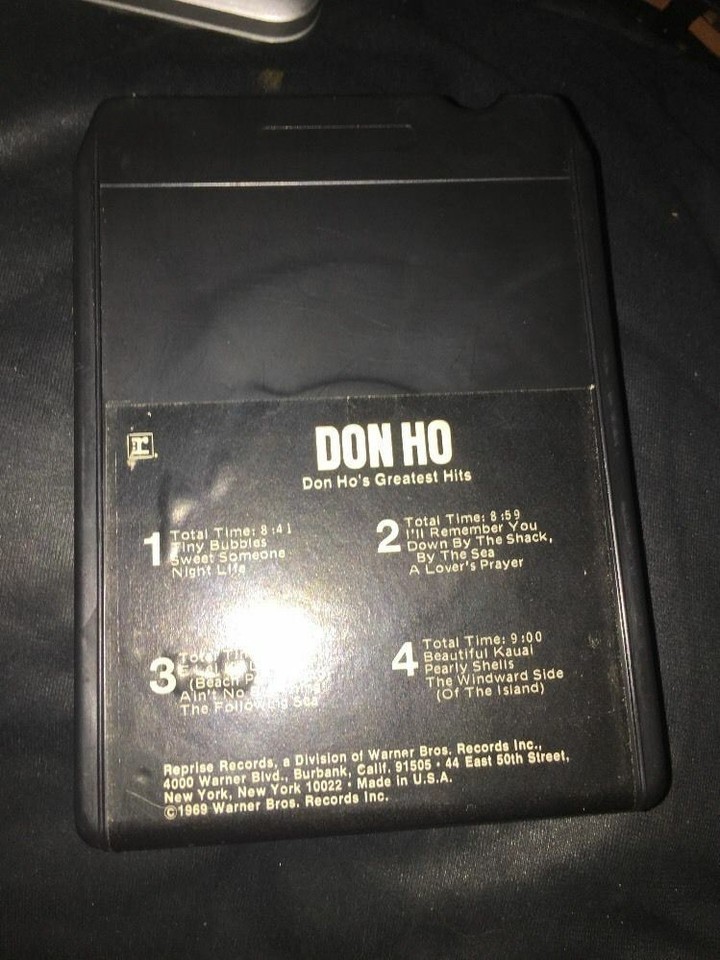 r
DON HO
Don Ho's Greatest Hits
1
Total Time: 8:41
Tiny Bubbles
Sweet Someone
Night Life
2
Total Time: 8:59
I'll Remember You
Down By The Shack,
By The Sea
A Lover's Prayer
3
Total
(Beach
Ain't No
The Following Sea
4
Total Time: 9:00
Beautiful Kauai
Pearly Shells
The Windward Side
(Of The Island)
Reprise Records, a Division of Warner Bros. Records Inc.,
4000 Warner Blvd., Burbank, Calif. 91505 • 44 East 50th Street,
New York, New York 10022 • Made in U.S.A.
©1969 Warner Bros. Records Inc.